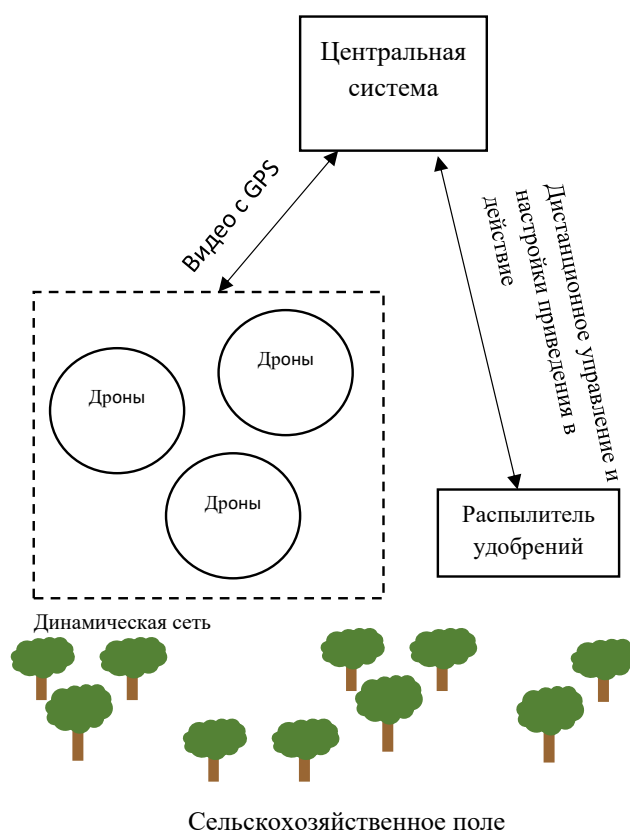 Центральная
система
Видео с GPS
Дистанционное управление и
настройки приведения в
действие
Дроны
Дроны
Дроны
Распылитель
удобрений
Динамическая сеть
Сельскохозяйственное поле